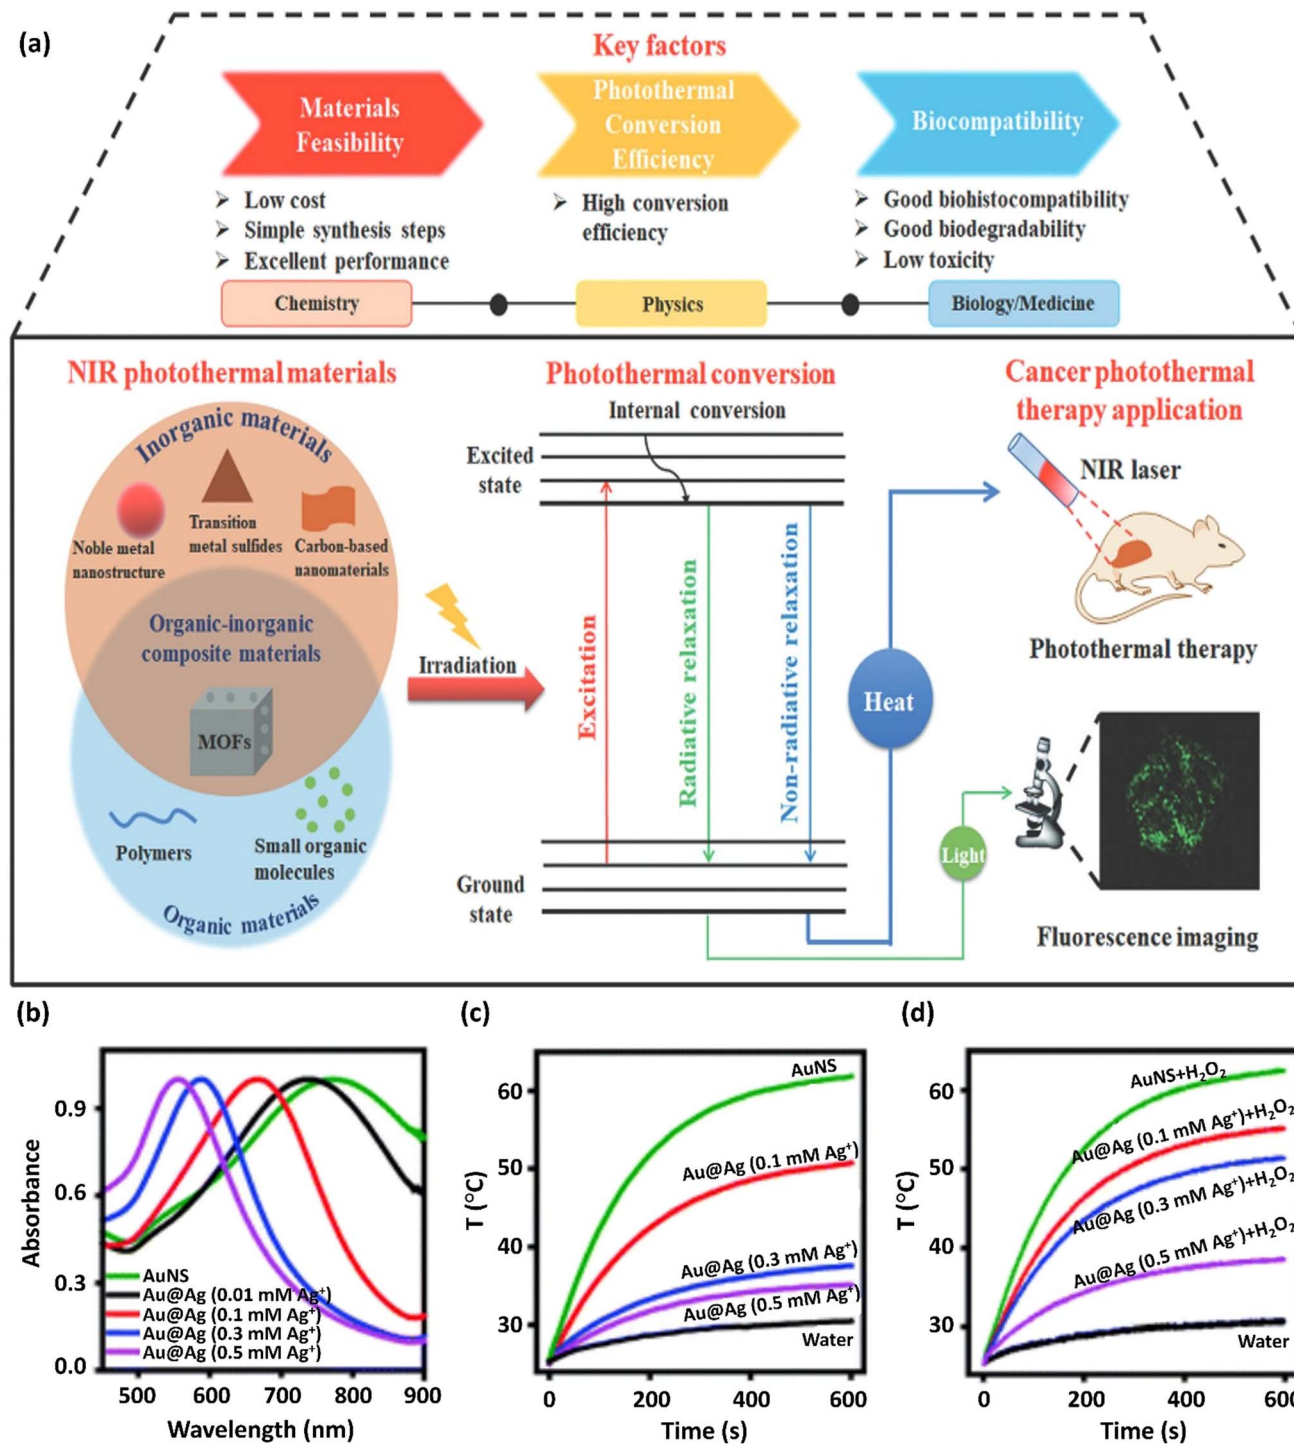 (a)
Key factors
Materials
Feasibility
Photothermal
Conversion
Efficiency
Biocompatibility
➢ Low cost
➢ Simple synthesis steps
➢ Excellent performance
➢ High conversion
efficiency
➢ Good biohistocompatibility
➢ Good biodegradability
➢ Low toxicity
Chemistry
Physics
Biology/Medicine
NIR photothermal materials
Inorganic materials
Noble metal
nanostructure
Transition
metal sulfides
Carbon-based
nanomaterials
Organic-inorganic
composite materials
MOFs
Polymers
Small organic
molecules
Organic materials
Irradiation
Photothermal conversion
Internal conversion
Excited
state
Excitation
Radiative relaxation
Non-radiative relaxation
Ground
state
Heat
Light
Cancer photothermal
therapy application
NIR laser
Photothermal therapy
Fluorescence imaging
(b)
Absorbance
0.9
0.6
0.3
0.0
AuNS
Au@Ag (0.01 mM Ag⁺)
Au@Ag (0.1 mM Ag⁺)
Au@Ag (0.3 mM Ag⁺)
Au@Ag (0.5 mM Ag⁺)
500 600 700 800 900
Wavelength (nm)
(c)
T (°C)
60
50
40
30
AuNS
Au@Ag (0.1 mM Ag⁺)
Au@Ag (0.3 mM Ag⁺)
Au@Ag (0.5 mM Ag⁺)
Water
0 200 400 600
Time (s)
(d)
T (°C)
60
50
40
30
AuNS+H₂O₂
Au@Ag (0.1 mM Ag⁺)+H₂O₂
Au@Ag (0.3 mM Ag⁺)+H₂O₂
Au@Ag (0.5 mM Ag⁺)+H₂O₂
Water
0 200 400 600
Time (s)